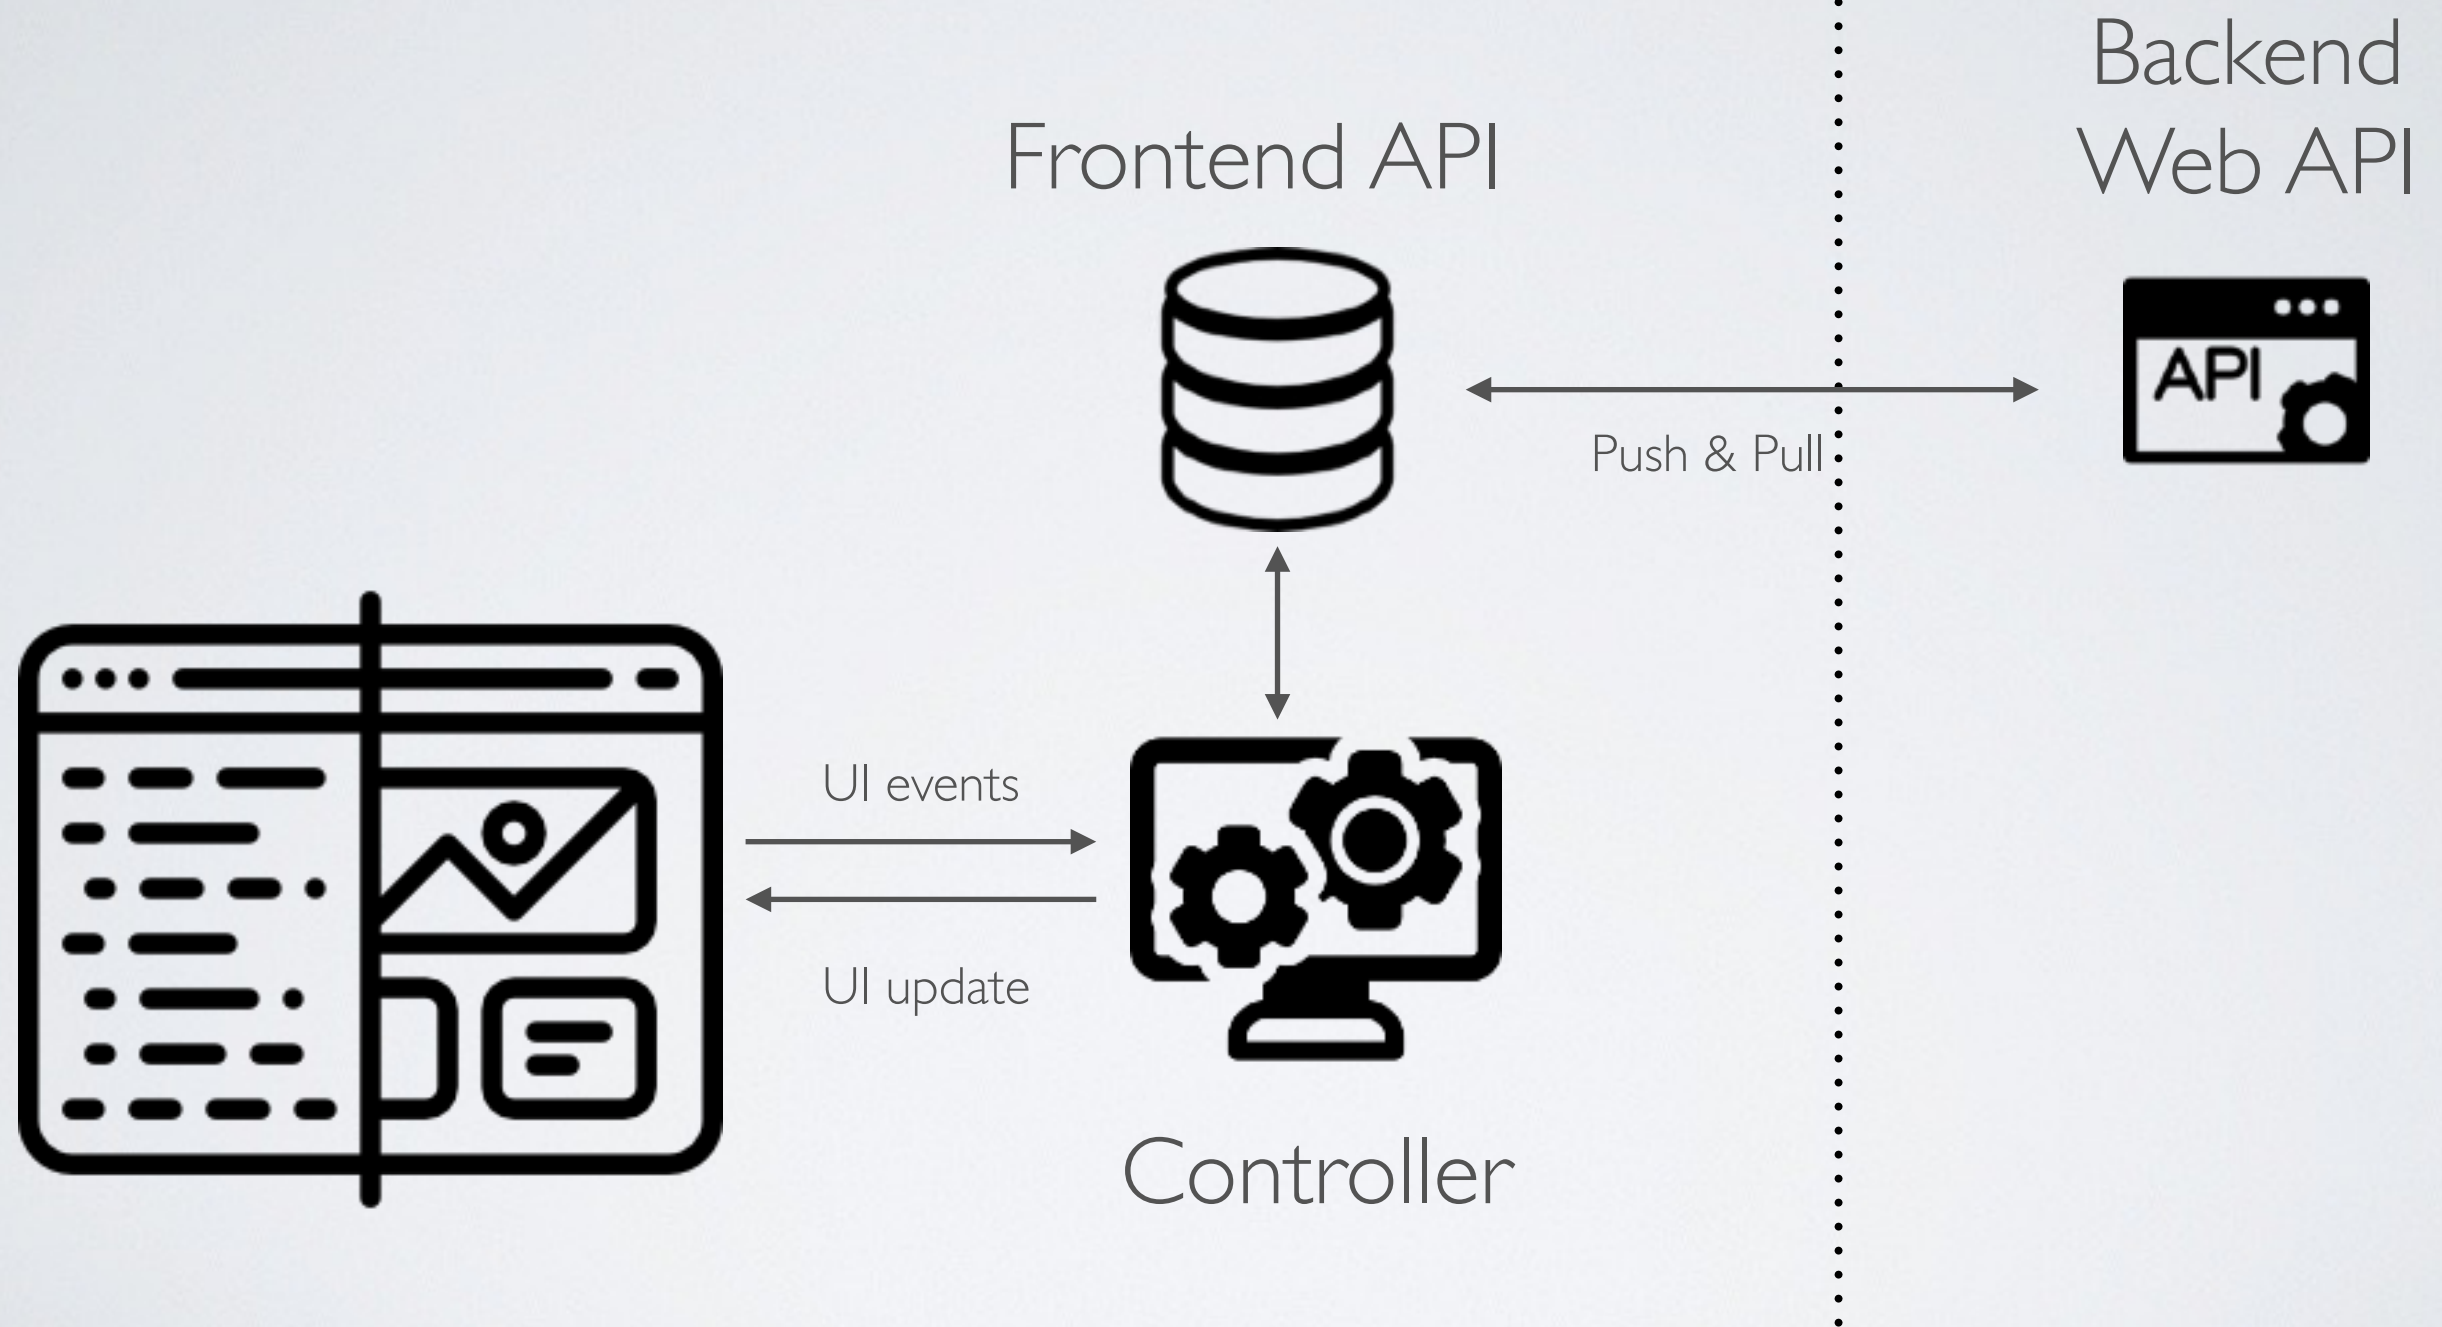 Backend
Web API
Frontend API
API
Push & Pull
UI events
UI update
Controller